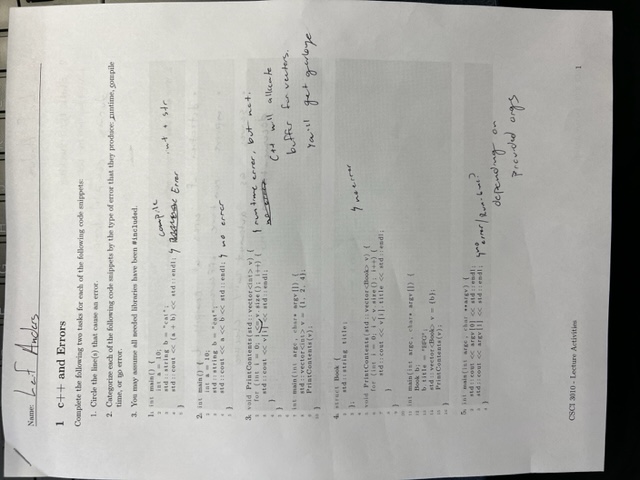 Name: Leif Anders
1 c++ and Errors
Complete the following two tasks for each of the following code snippets:
1. Circle the line(s) that cause an error.
2. Categorize each of following code snippets by the type of error that they produce: runtime, compile
time, or no error.
3. You may assume all needed libraries have been #included.
1. int main() {
2 int a = 10;
3 std::string b = "cat";
4 std::cout << (a + b) << std::endl; compile Error int + str
5 }
2. int main() {
2 int a = 10;
3 std::string b = "cat";
4 std::cout << a << b << std::endl; no error
5 }
3. void PrintContents(std::vector<int> v) {
2 for (int i = 0; i <= v.size(); i++) {
3 std::cout << v[i] << std::endl;
4 }
5 }
6
7 int main(int argc, char* argv[]) {
8 std::vector<int> v = {1, 2, 4};
9 PrintContents(v);
10 }
runtime error, but not.
no error
C++ will allocate
buffer for vectors.
You'll get garbage
4. struct Book {
2 std::string title;
3 };
4
5 void PrintContents(std::vector<Book> v) {
6 for (int i = 0; i < v.size(); i++) {
7 std::cout << v[i].title << std::endl;
8 }
9 }
10
11 int main(int argc, char* argv[]) {
12 Book b;
13 b.title = "BFG";
14 std::vector<Book> v = {b};
15 PrintContents(v);
16 }
no error
5. int main(int argc, char **argv) {
2 std::cout << argv[0] << std::endl;
3 std::cout << argv[1] << std::endl;
4 }
no error/Run-time?
depending on
provided args
CSCI 3010 - Lecture Activities
1